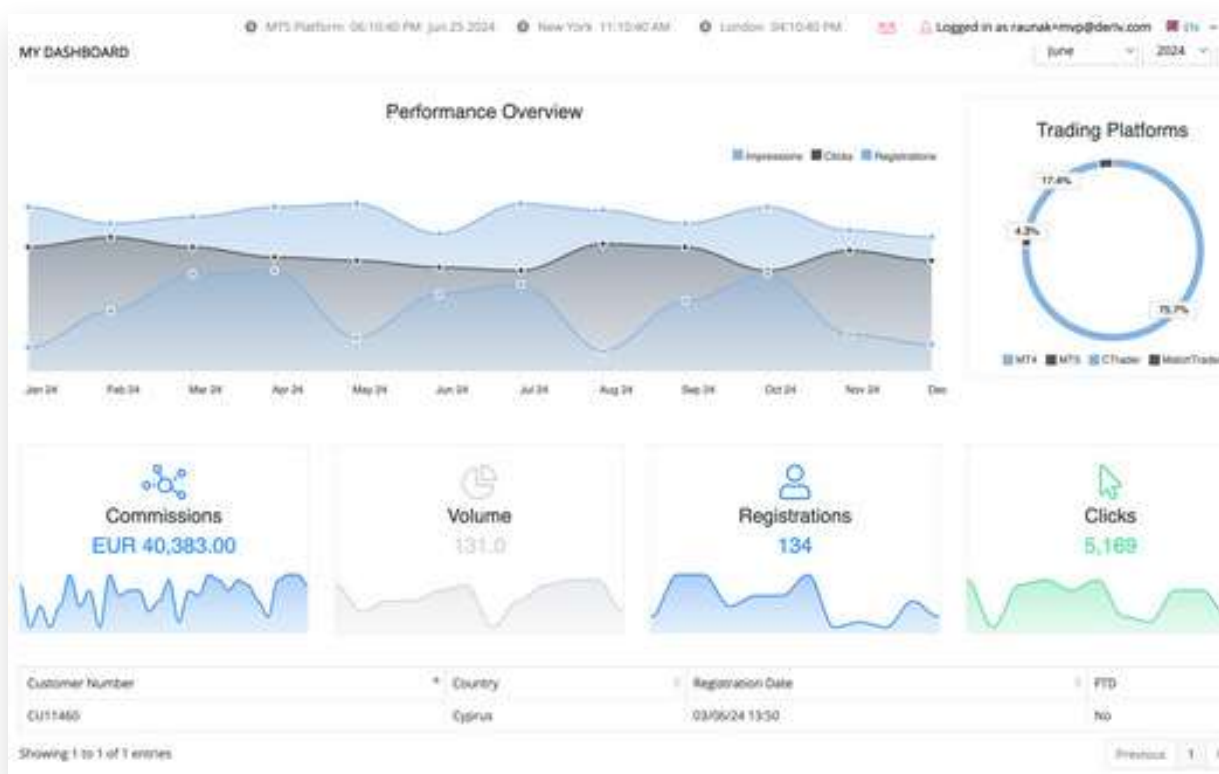 MT5 Platform: 06:10:40 PM, Jun 25 2024 New York 11:10:40 AM London 04:10:40 PM Logged in as raunak+mvp@deriv.com EN
MY DASHBOARD
June 2024
Performance Overview
Impressions Clicks Registrations
Jan 24 Feb 24 Mar 24 Apr 24 May 24 Jun 24 Jul 24 Aug 24 Sep 24 Oct 24 Nov 24 Dec
Trading Platforms
17.4%
4.3%
75.7%
MT4 MT5 CTrader
Commissions
EUR 40,383.00
Volume
131.0
Registrations
134
Clicks
5,169
Customer Number Country Registration Date FTD
CU11460 Cyprus 03/06/24 13:50 No
Showing 1 to 1 of 1 entries
Previous 1